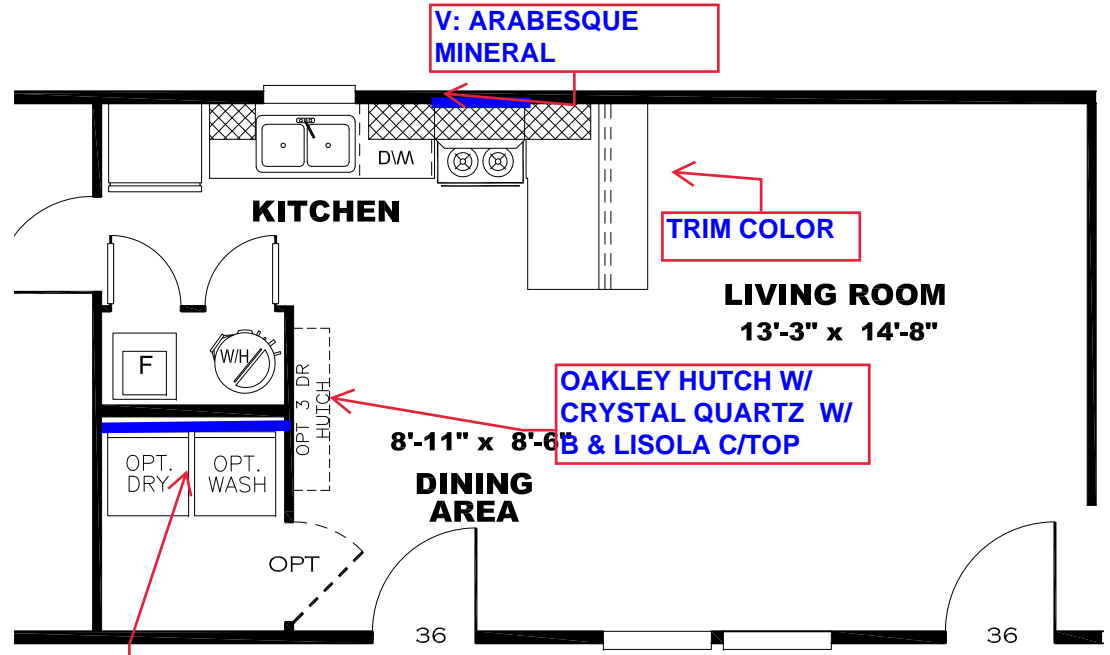 V: ARABESQUE
MINERAL
D\W
KITCHEN
TRIM COLOR
LIVING ROOM
13'-3" x 14'-8"
F
W/H
OPT 3 DR
HUTCH
OAKLEY HUTCH W/
CRYSTAL QUARTZ W/
B & LISOLA C/TOP
8'-11" x 8'-6"
DINING
AREA
OPT.
DRY
OPT.
WASH
OPT
36
36